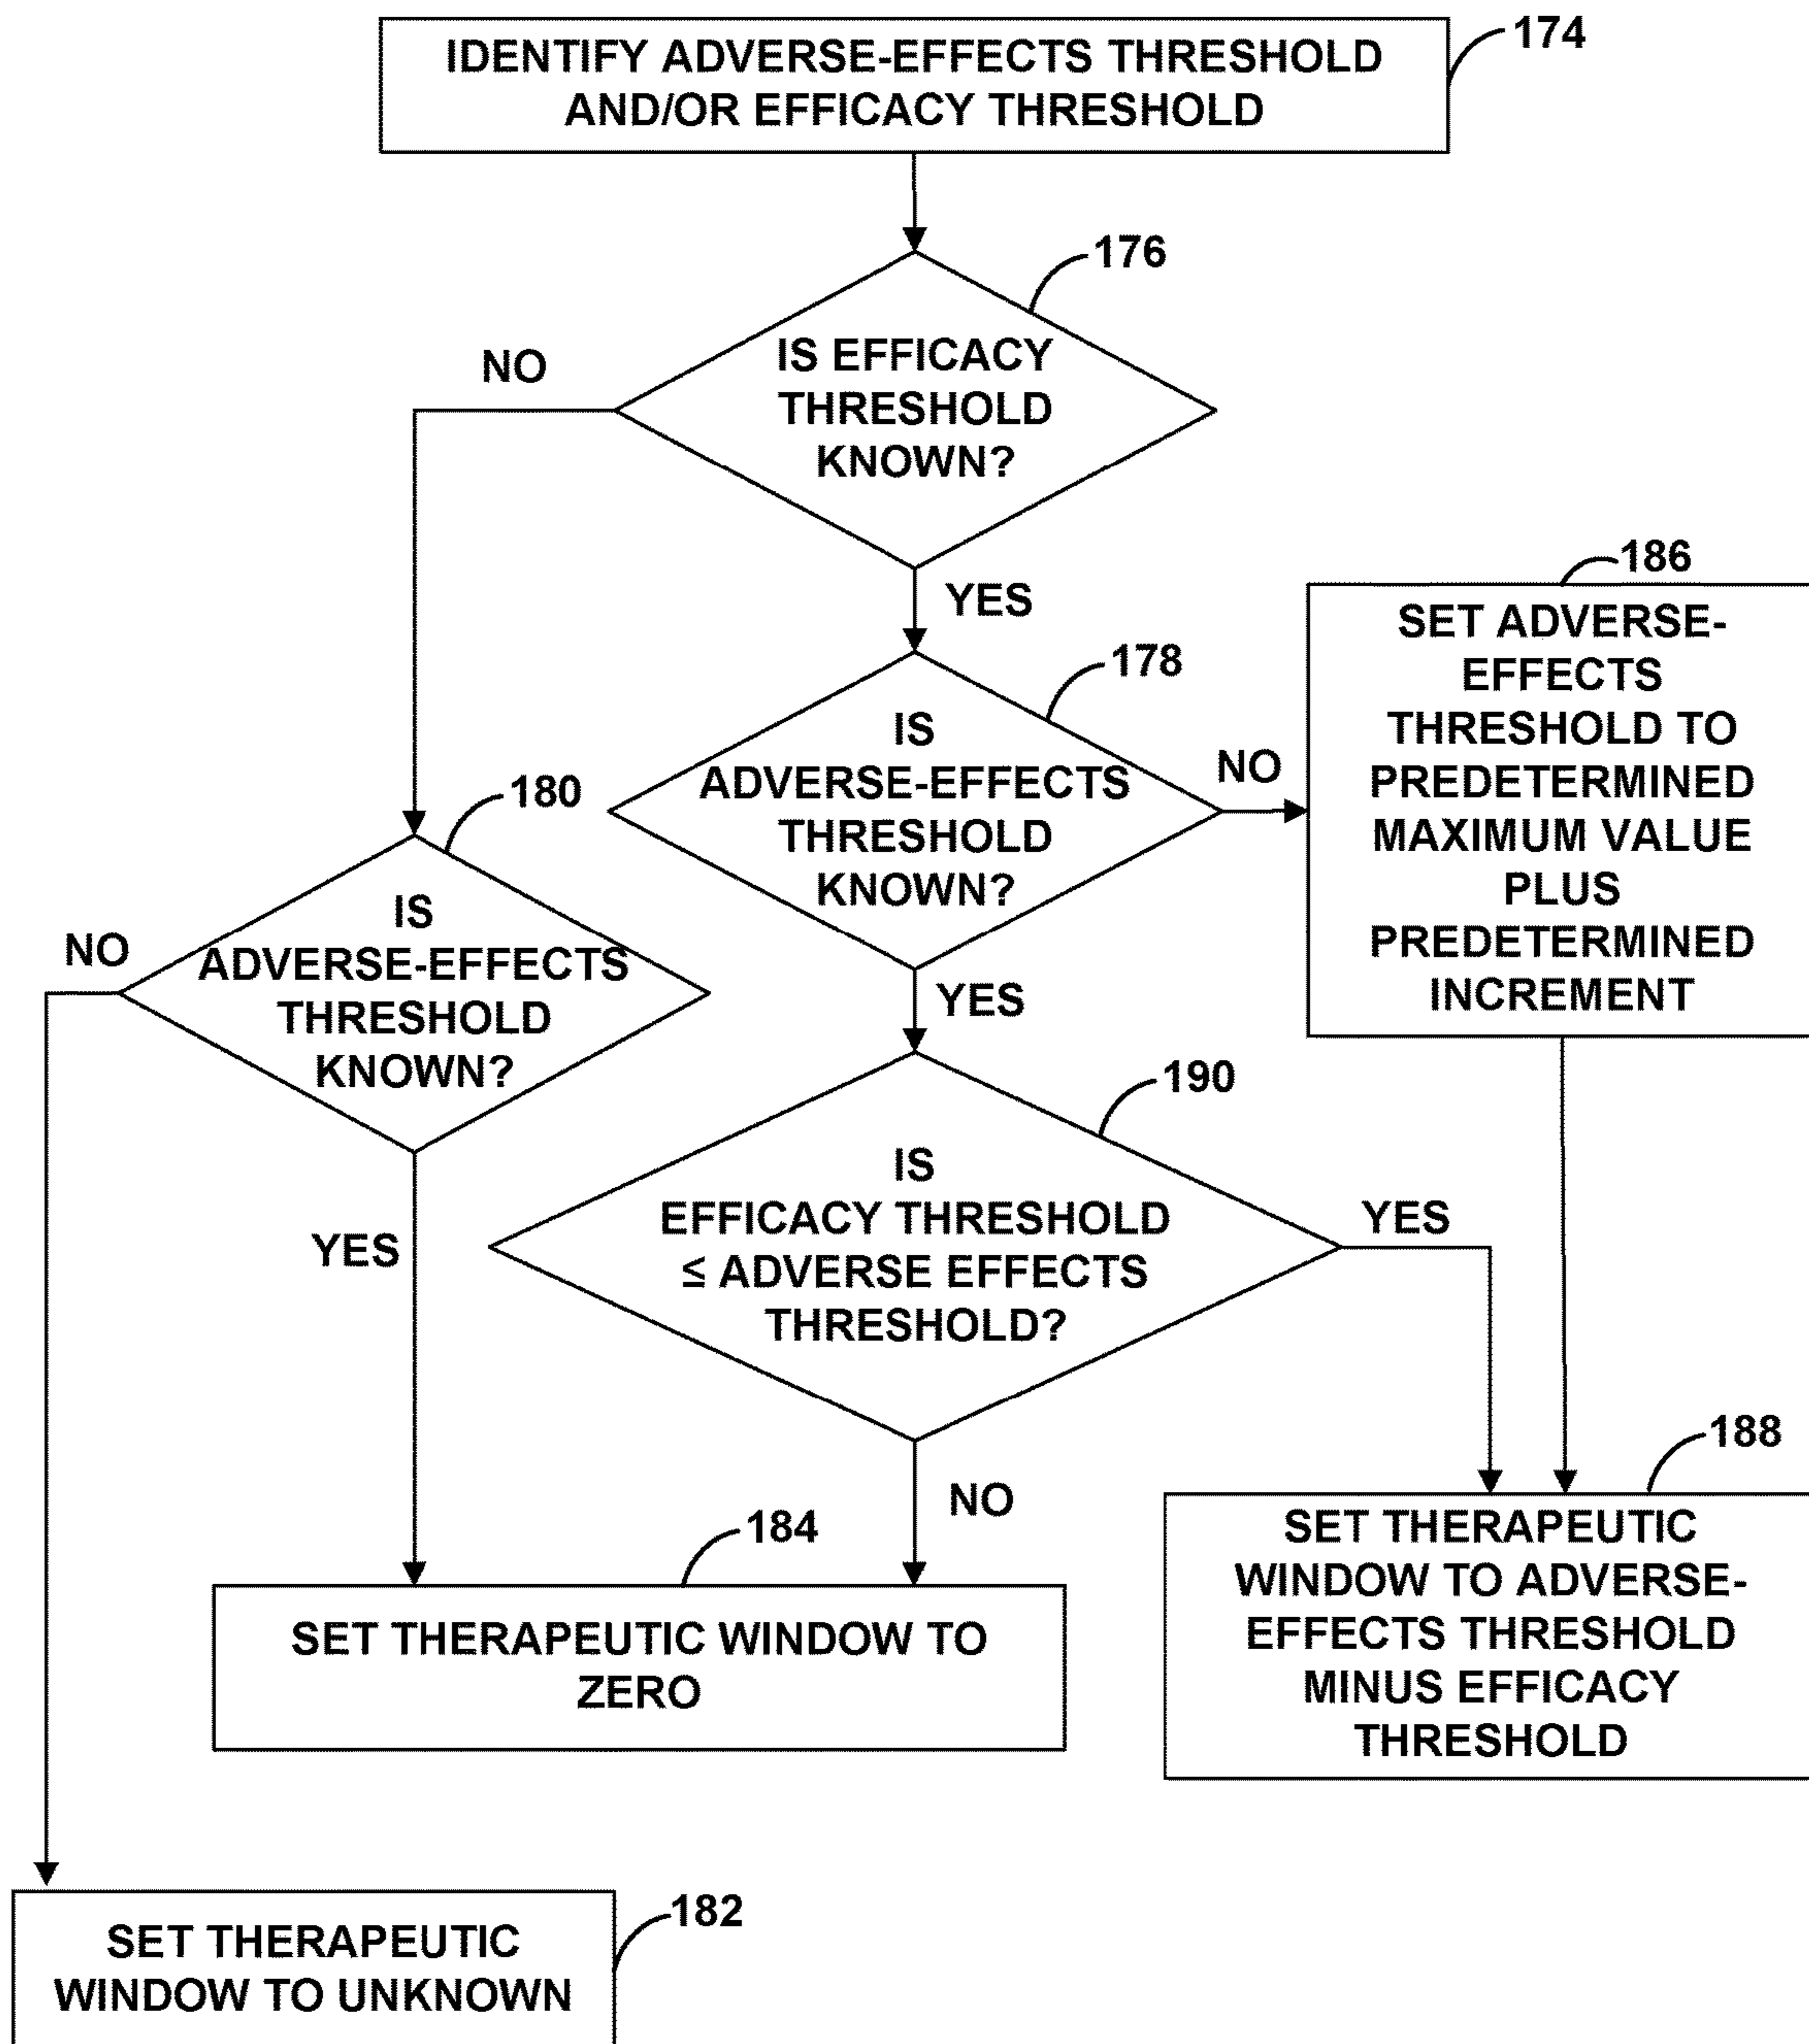 IDENTIFY ADVERSE-EFFECTS THRESHOLD
AND/OR EFFICACY THRESHOLD
174
176
IS EFFICACY
THRESHOLD
KNOWN?
NO
YES
178
IS
ADVERSE-EFFECTS
THRESHOLD
KNOWN?
NO
YES
186
SET ADVERSE-
EFFECTS
THRESHOLD TO
PREDETERMINED
MAXIMUM VALUE
PLUS
PREDETERMINED
INCREMENT
180
IS
ADVERSE-EFFECTS
THRESHOLD
KNOWN?
NO
YES
190
IS
EFFICACY THRESHOLD
≤ ADVERSE EFFECTS
THRESHOLD?
YES
NO
184
SET THERAPEUTIC WINDOW TO
ZERO
188
SET THERAPEUTIC
WINDOW TO ADVERSE-
EFFECTS THRESHOLD
MINUS EFFICACY
THRESHOLD
182
SET THERAPEUTIC
WINDOW TO UNKNOWN